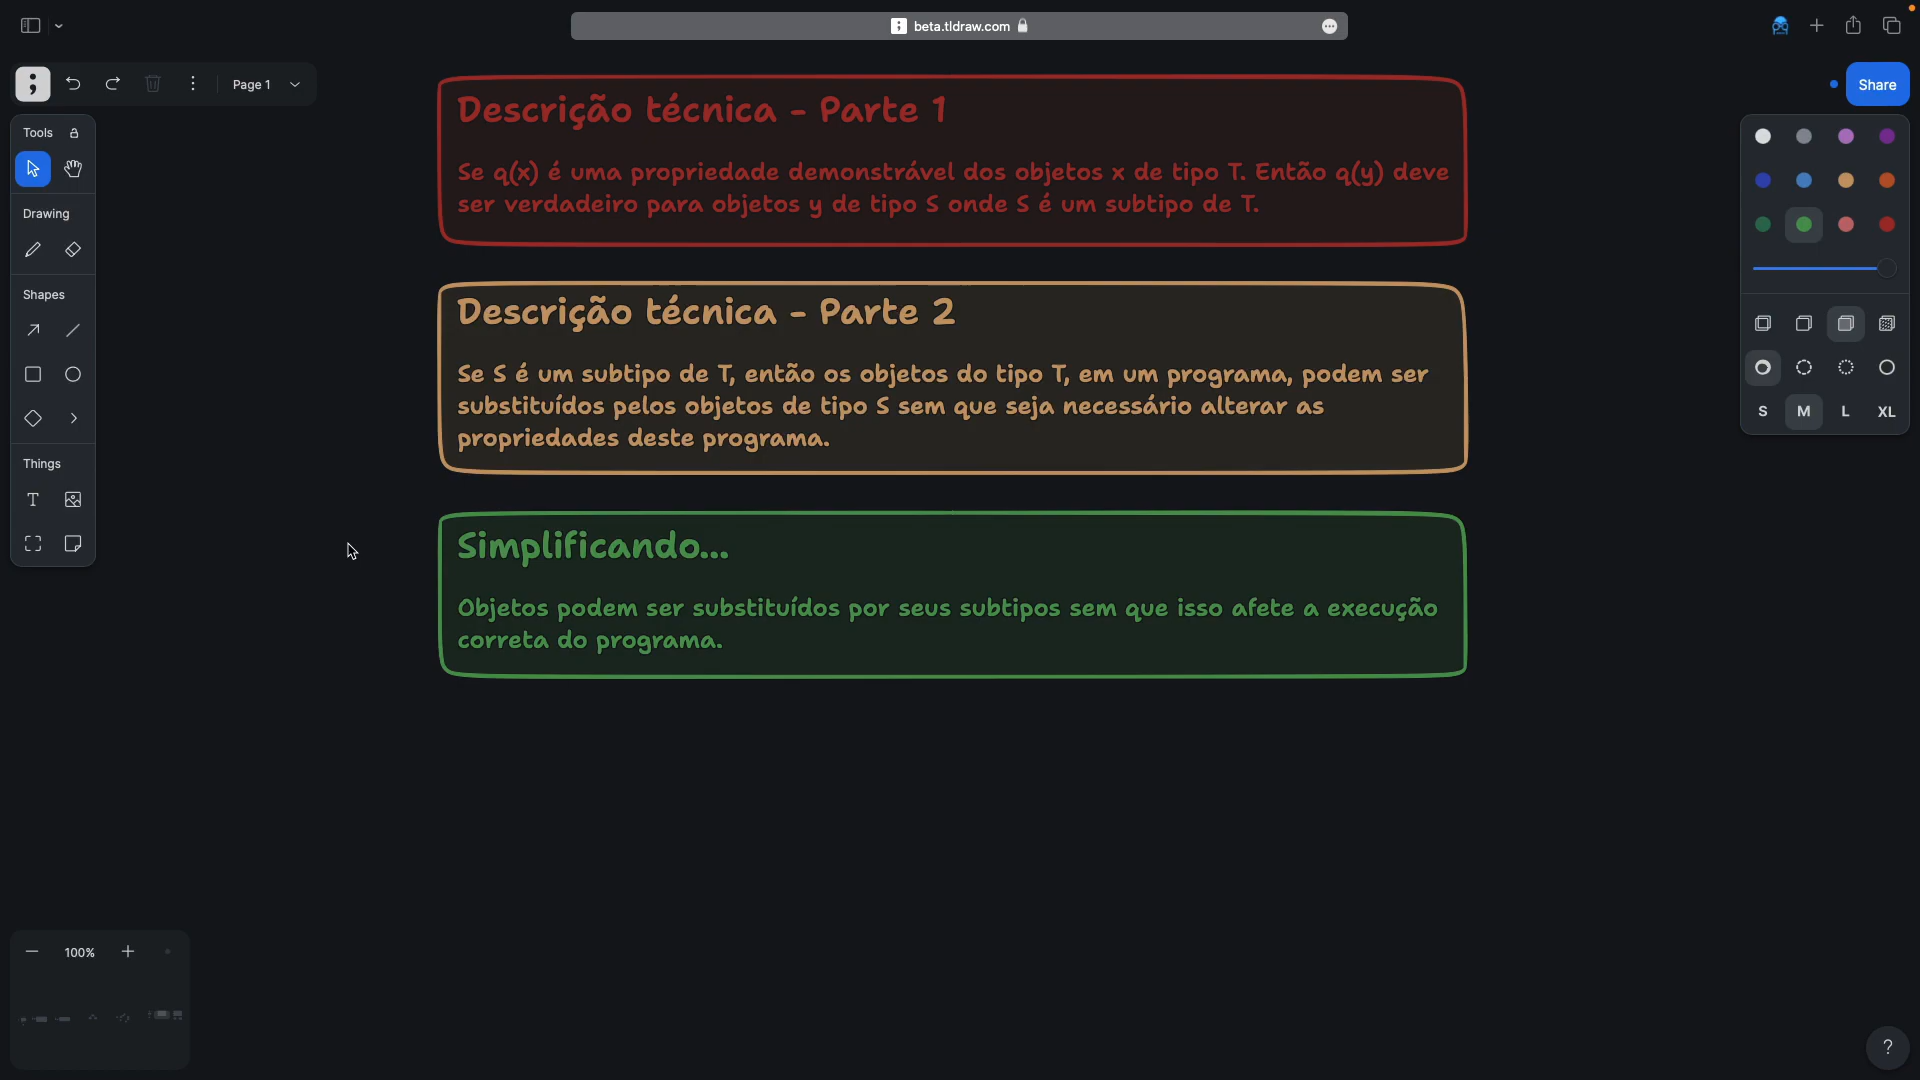 beta.tldraw.com
Page 1
Share
Tools
Drawing
Shapes
Things
T
Descrição técnica - Parte 1
Se q(x) é uma propriedade demonstrável dos objetos x de tipo T. Então q(y) deve
ser verdadeiro para objetos y de tipo S onde S é um subtipo de T.
Descrição técnica - Parte 2
Se S é um subtipo de T, então os objetos do tipo T, em um programa, podem ser
substituídos pelos objetos de tipo S sem que seja necessário alterar as
propriedades deste programa.
Simplificando...
Objetos podem ser substituídos por seus subtipos sem que isso afete a execução
correta do programa.
S M L XL
100%
?